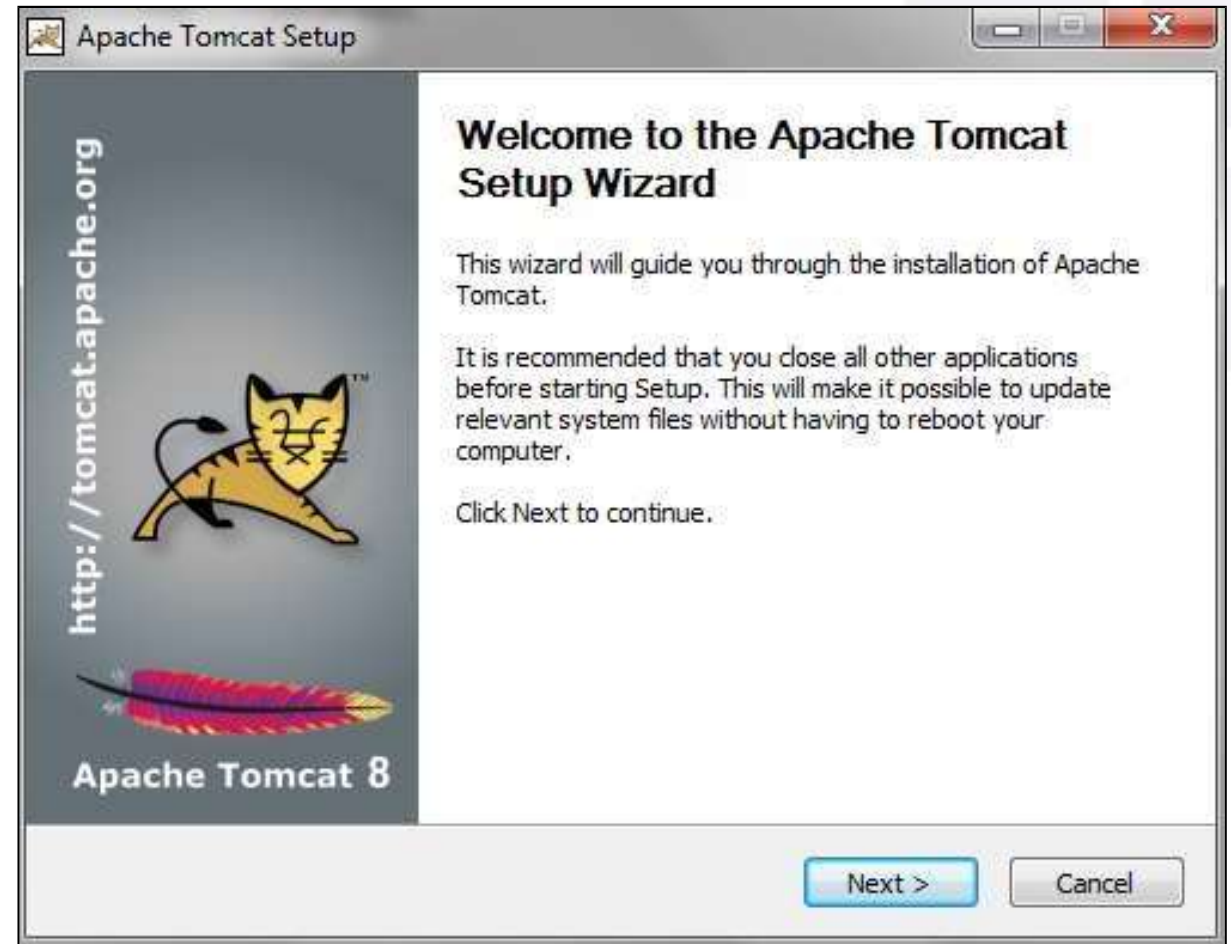 Apache Tomcat Setup
http://tomcat.apache.org
TM
Apache Tomcat 8
Welcome to the Apache Tomcat
Setup Wizard
This wizard will guide you through the installation of Apache
Tomcat.
It is recommended that you close all other applications
before starting Setup. This will make it possible to update
relevant system files without having to reboot your
computer.
Click Next to continue.
Next >
Cancel